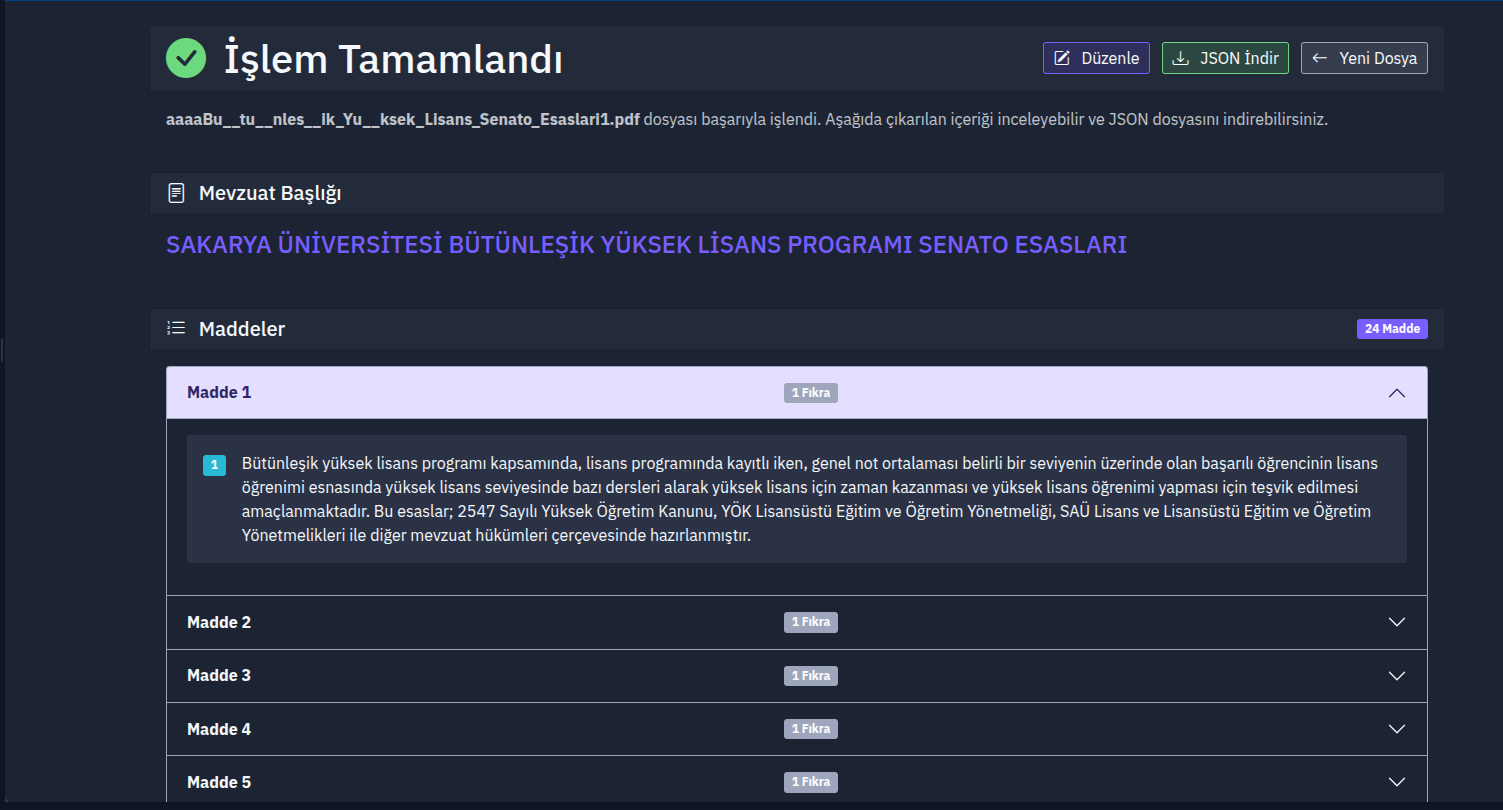 İşlem Tamamlandı
Düzenle
JSON İndir
Yeni Dosya
aaaaBu__tu__nles__ik_Yu__ksek_Lisans_Senato_Esaslari1.pdf dosyası başarıyla işlendi. Aşağıda çıkarılan içeriği inceleyebilir ve JSON dosyasını indirebilirsiniz.
Mevzuat Başlığı
SAKARYA ÜNİVERSİTESİ BÜTÜNLEŞİK YÜKSEK LİSANS PROGRAMI SENATO ESASLARI
Maddeler
24 Madde
Madde 1
1 Fıkra
1
Bütünleşik yüksek lisans programı kapsamında, lisans programında kayıtlı iken, genel not ortalaması belirli bir seviyenin üzerinde olan başarılı öğrencinin lisans
öğrenimi esnasında yüksek lisans seviyesinde bazı dersleri alarak yüksek lisans için zaman kazanması ve yüksek lisans öğrenimi yapması için teşvik edilmesi
amaçlanmaktadır. Bu esaslar; 2547 Sayılı Yüksek Öğretim Kanunu, YÖK Lisansüstü Eğitim ve Öğretim Yönetmeliği, SAÜ Lisans ve Lisansüstü Eğitim ve Öğretim
Yönetmelikleri ile diğer mevzuat hükümleri çerçevesinde hazırlanmıştır.
Madde 2
1 Fıkra
Madde 3
1 Fıkra
Madde 4
1 Fıkra
Madde 5
1 Fıkra